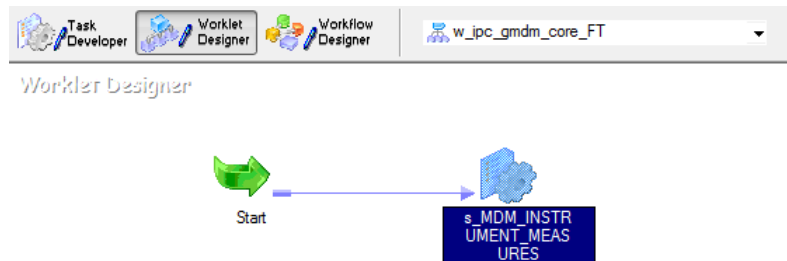 Task
Developer
Worklet
Designer
Workflow
Designer
w_ipc_gmdm_core_FT
Worklet Designer
Start
s_MDM_INSTR
UMENT_MEAS
URES